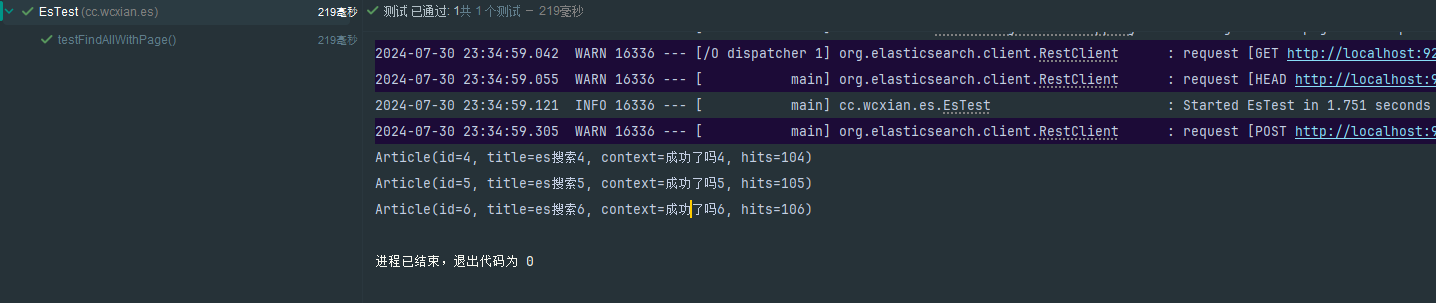 EsTest (cc.wcxian.es) 219毫秒
testFindAllWithPage() 219毫秒
测试 已通过: 1共 1 个测试 – 219毫秒
2024-07-30 23:34:59.042  WARN 16336 --- [/O dispatcher 1] org.elasticsearch.client.RestClient      : request [GET http://localhost:92
2024-07-30 23:34:59.055  WARN 16336 --- [           main] org.elasticsearch.client.RestClient      : request [HEAD http://localhost:
2024-07-30 23:34:59.121  INFO 16336 --- [           main] cc.wcxian.es.EsTest                      : Started EsTest in 1.751 seconds
2024-07-30 23:34:59.305  WARN 16336 --- [           main] org.elasticsearch.client.RestClient      : request [POST http://localhost:9
Article(id=4, title=es搜索4, context=成功了吗4, hits=104)
Article(id=5, title=es搜索5, context=成功了吗5, hits=105)
Article(id=6, title=es搜索6, context=成功了吗6, hits=106)
进程已结束，退出代码为 0